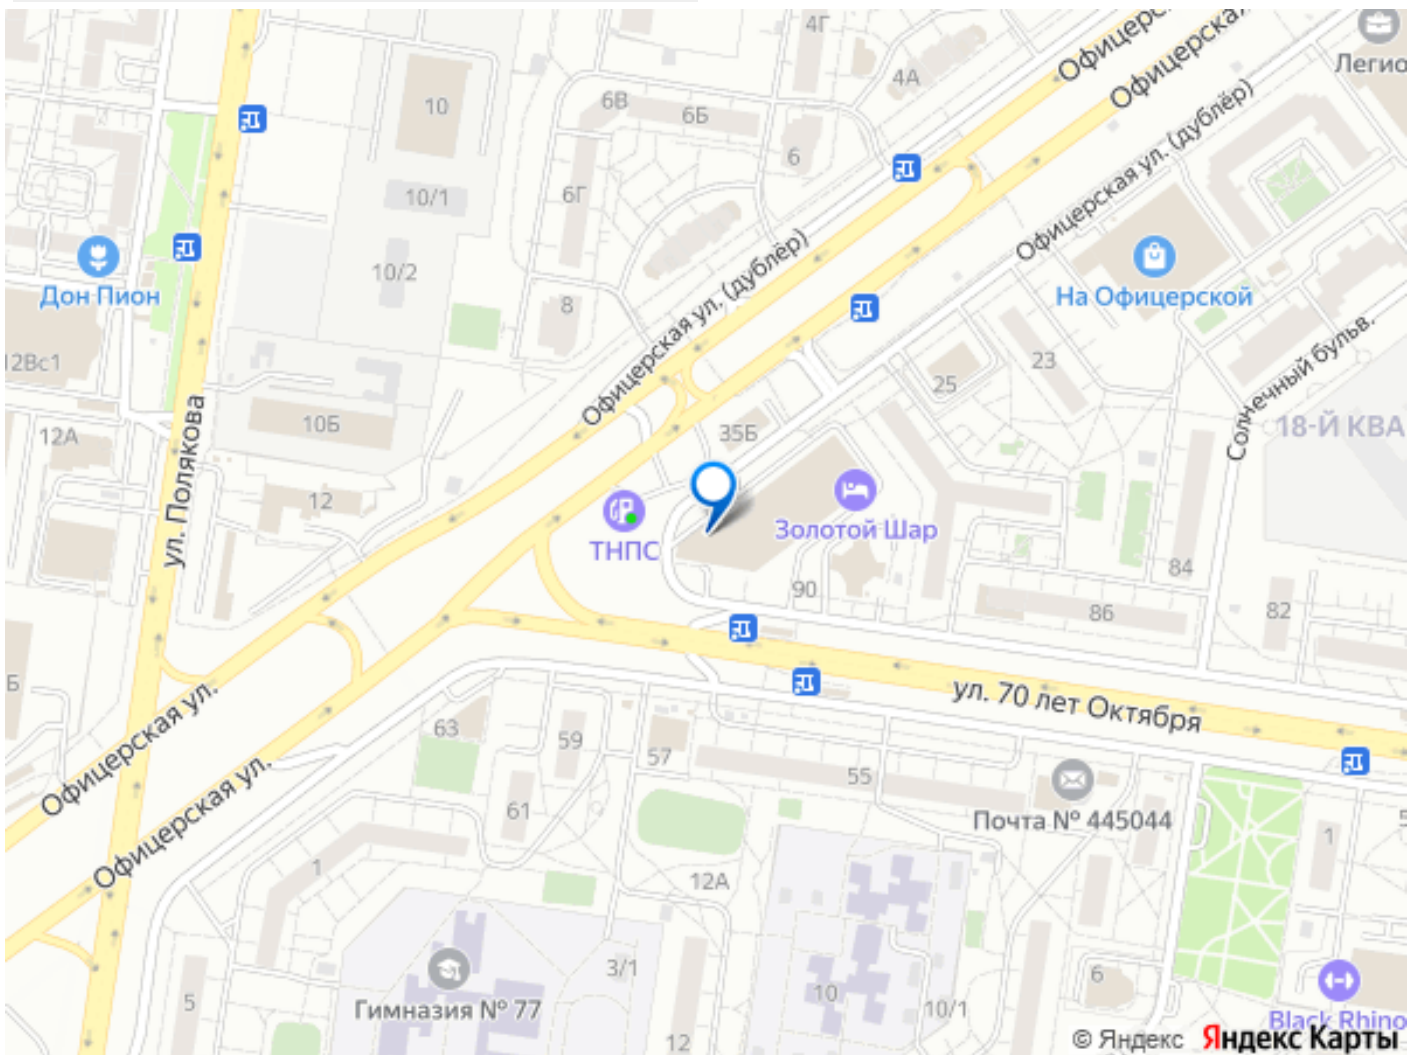 4Г
Офицерс
Офицерская
Легио
4А
10
6В
6Б
6
Офицерская ул. (дублёр)
10/1
6Г
10/2
Дон Пион
На Офицерской
8
Офицерская ул. (дублёр)
12Вс1
23
25
Солнечный бульв.
ул. Полякова
10Б
12А
35Б
18-Й КВА
12
Золотой Шар
ТНПС
84
90
86
82
Б
ул. 70 лет Октября
Офицерская ул.
63
59
57
55
Офицерская ул.
61
Почта № 445044
1
5
1
12А
3/1
6
5
Гимназия № 77
10
10/1
Black Rhino
12
© Яндекс Яндекс Карты